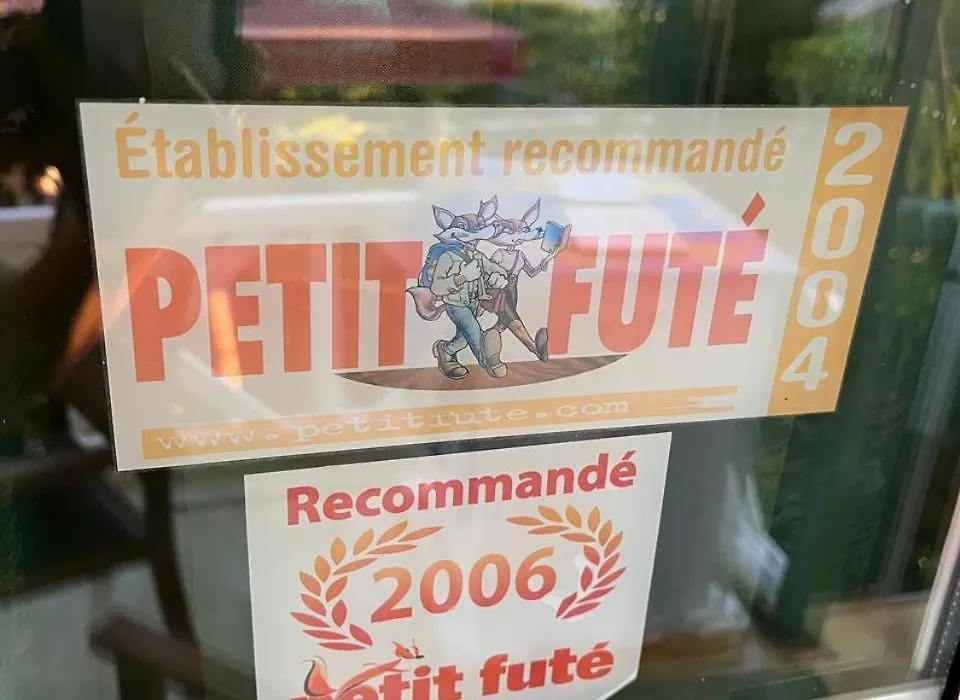 Établissement recommandé
PETIT FUTÉ
2004
www.petitfute.com
Recommandé
2006
petit futé